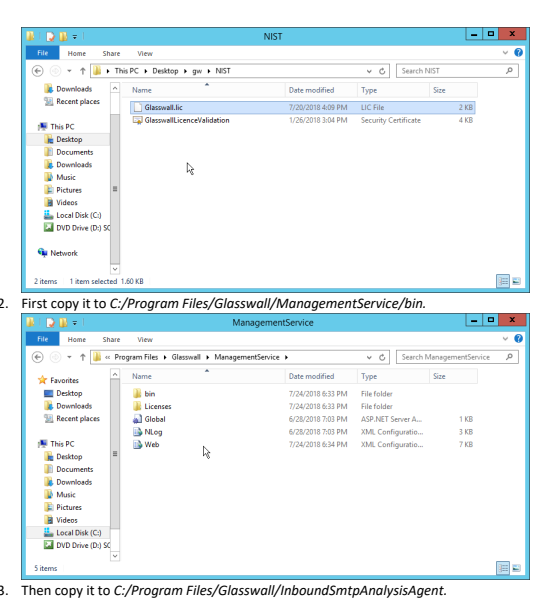 NIST
File Home Share View
This PC ▸ Desktop ▸ gw ▸ NIST
Search NIST
Downloads
Recent places
This PC
Desktop
Documents
Downloads
Music
Pictures
Videos
Local Disk (C:)
DVD Drive (D:) SC
Network
Name Date modified Type Size
Glasswall.lic 7/20/2018 4:09 PM LIC File 2 KB
GlasswallLicenceValidation 1/26/2018 3:04 PM Security Certificate 4 KB
2 items 1 item selected 1.60 KB
2. First copy it to C:/Program Files/Glasswall/ManagementService/bin.
ManagementService
File Home Share View
« Program Files ▸ Glasswall ▸ ManagementService ▸
Search ManagementService
Favorites
Desktop
Downloads
Recent places
This PC
Desktop
Documents
Downloads
Music
Pictures
Videos
Local Disk (C:)
DVD Drive (D:) SC
Name Date modified Type Size
bin 7/24/2018 6:33 PM File folder
Licenses 7/24/2018 6:33 PM File folder
Global 6/28/2018 7:03 PM ASP.NET Server A... 1 KB
NLog 6/28/2018 7:03 PM XML Configuratio... 3 KB
Web 7/24/2018 6:34 PM XML Configuratio... 7 KB
5 items
3. Then copy it to C:/Program Files/Glasswall/InboundSmtpAnalysisAgent.